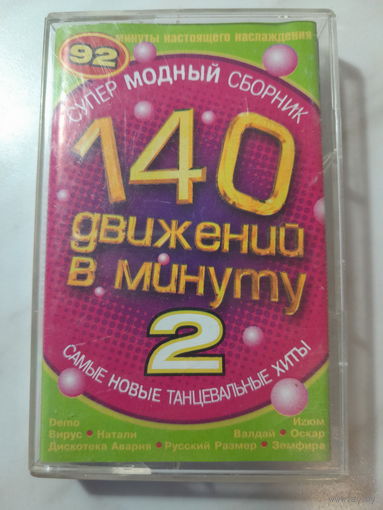 92 минуты настоящего наслаждения
СУПЕР МОДНЫЙ СБОРНИК
140
движений
в минуту
2
САМЫЕ НОВЫЕ ТАНЦЕВАЛЬНЫЕ ХИТЫ
Demo Иzюм
Вирус • Натали Валдай • Оскар
Дискотека Авария • Русский Размер • Земфира